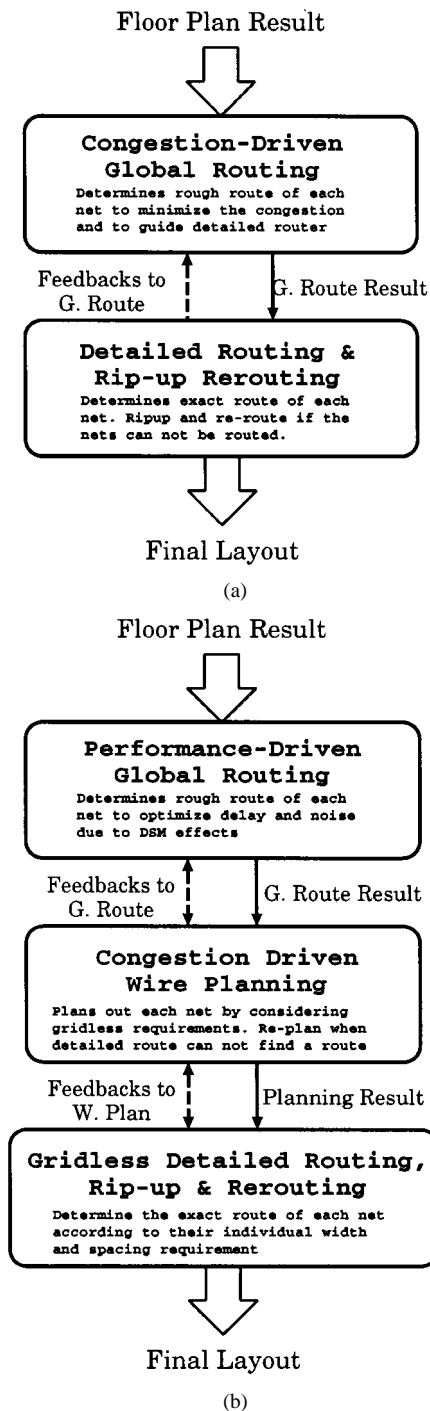 Floor Plan Result
Congestion-Driven
Global Routing
Determines rough route of each
net to minimize the congestion
and to guide detailed router
Feedbacks to
G. Route
G. Route Result
Detailed Routing &
Rip-up Rerouting
Determines exact route of each
net. Ripup and re-route if the
nets can not be routed.
Final Layout
(a)
Floor Plan Result
Performance-Driven
Global Routing
Determines rough route of each
net to optimize delay and noise
due to DSM effects
Feedbacks to
G. Route
G. Route Result
Congestion Driven
Wire Planning
Plans out each net by considering
gridless requirements. Re-plan when
detailed route can not find a route
Feedbacks to
W. Plan
Planning Result
Gridless Detailed Routing,
Rip-up & Rerouting
Determine the exact route of each net
according to their individual width
and spacing requirement
Final Layout
(b)